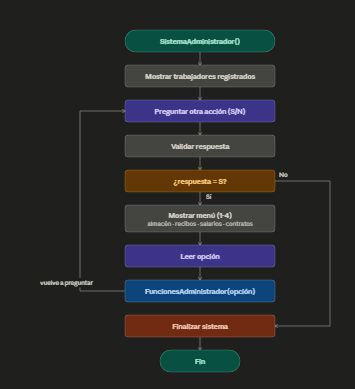 SistemaAdministrador()
Mostrar trabajadores registrados
Preguntar otra acción (S/N)
Validar respuesta
¿respuesta = S?
No
Sí
Mostrar menú (1-4)
almacén · recibos · salarios · contratos
Leer opción
vuelve a preguntar
FuncionesAdministrador(opción)
Finalizar sistema
Fin